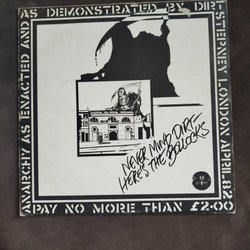 ANARCHY AS ENACTED AND
AS DEMONSTRATED BY DIRT
STEPNEY LONDON APRIL 82
NEVER MIND DIRT
HERE'S THE BOLLOCKS
PAY NO MORE THAN £2·00